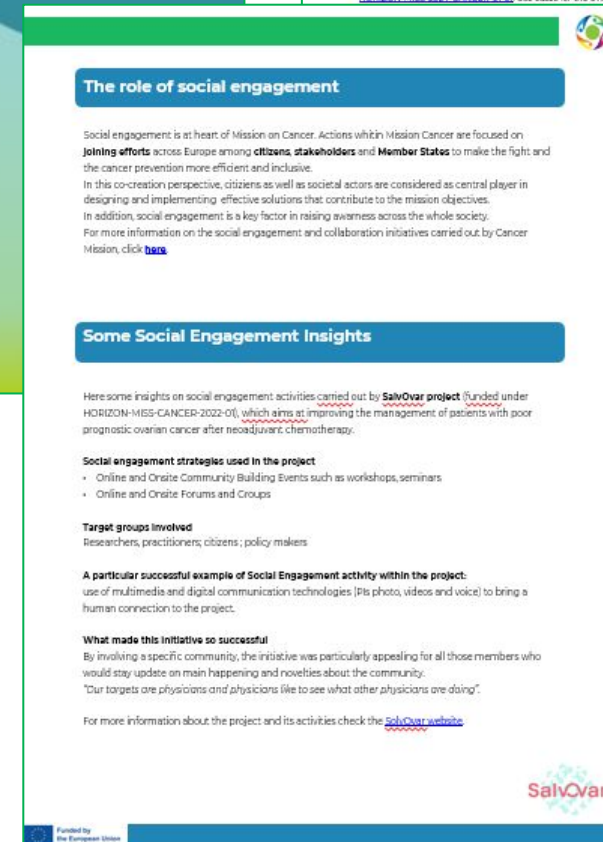 The role of social engagement
Social engagement is at heart of Mission on Cancer. Actions whitin Mission Cancer are focused on
joining efforts across Europe among citizens, stakeholders and Member States to make the fight and
the cancer prevention more efficient and inclusive.
In this co-creation perspective, citiziens as well as societal actors are considered as central player in
designing and implementing effective solutions that contribute to the mission objectives.
In addition, social engagement is a key factor in raising awarness across the whole society.
For more information on the social engagement and collaboration initiatives carried out by Cancer
Mission, click here.
Some Social Engagement Insights
Here some insights on social engagement activities carried out by SalvOvar project (funded under
HORIZON-MISS-CANCER-2022-01), which aims at improving the management of patients with poor
prognostic ovarian cancer after neoadjuvant chemotherapy.
Social engagement strategies used in the project
• Online and Onsite Community Building Events such as workshops, seminars
• Online and Onsite Forums and Groups
Target groups involved
Researchers, practitioners; citizens ; policy makers
A particular successful example of Social Engagement activity within the project:
use of multimedia and digital communication technologies (PIs photo, videos and voice) to bring a
human connection to the project.
What made this initiative so successful
By involving a specific community, the initiative was particularly appealing for all those members who
would stay update on main happening and novelties about the community.
"Our targets are physicians and physicians like to see what other physicians are doing".
For more information about the project and its activities check the SalvOvar website.
SalvOvar
Funded by
the European Union